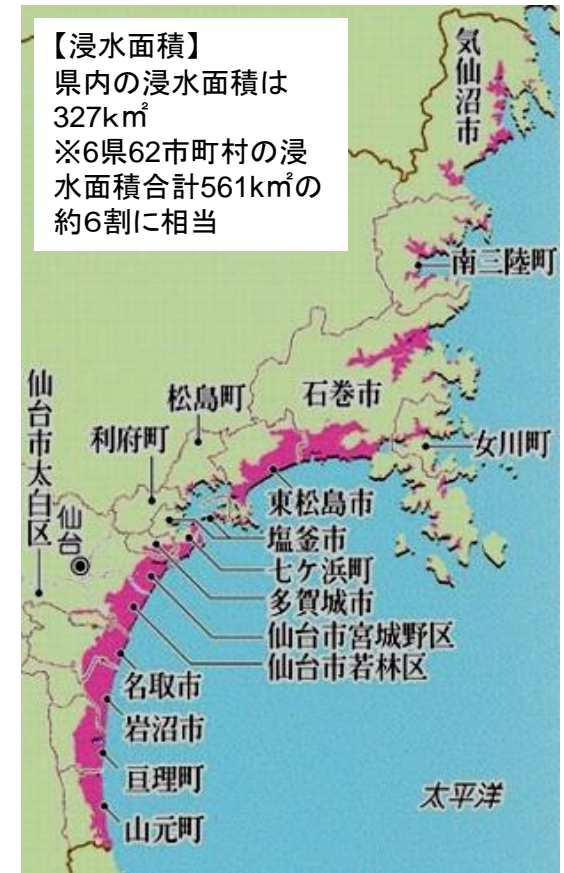 【浸水面積】
県内の浸水面積は
327k㎡
※6県62市町村の浸
水面積合計561k㎡の
約6割に相当
気仙沼市
南三陸町
石巻市
松島町
利府町
女川町
仙台市太白区
仙台
東松島市
塩釜市
七ケ浜町
多賀城市
仙台市宮城野区
仙台市若林区
名取市
岩沼市
亘理町
山元町
太平洋